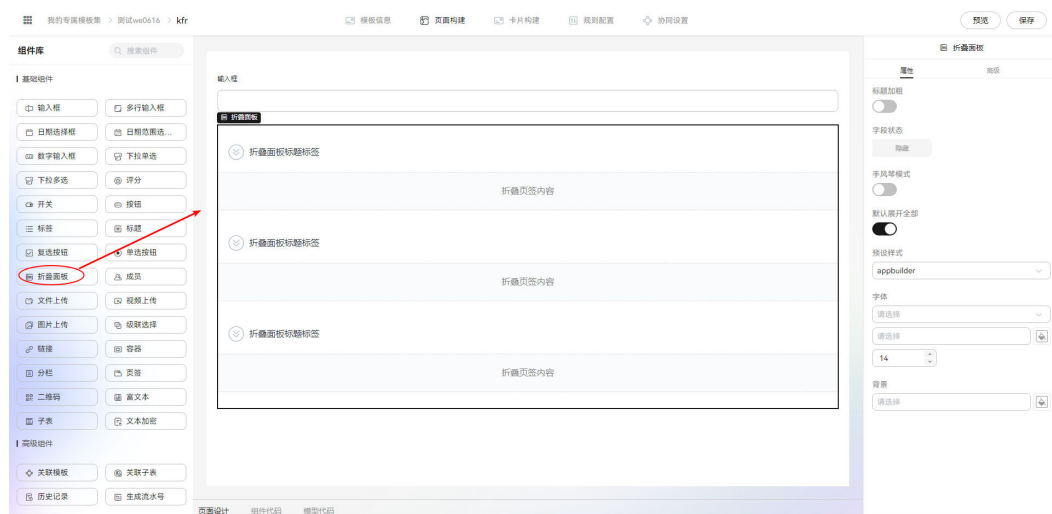 我的专属模板集 > 测试we0616 > kfr
模板信息
页面构建
卡片构建
规则配置
协同设置
预览
保存
组件库
搜索组件
基础组件
输入框
多行输入框
日期选择框
日期范围选...
数字输入框
下拉单选
下拉多选
评分
开关
按钮
标签
标题
复选按钮
单选按钮
折叠面板
成员
文件上传
视频上传
图片上传
级联选择
链接
容器
分栏
页签
二维码
富文本
子表
文本加密
高级组件
关联模板
关联子表
历史记录
生成流水号
输入框
折叠面板
折叠面板标题标签
折叠页签内容
折叠面板标题标签
折叠页签内容
折叠面板标题标签
折叠页签内容
页面设计
组件代码
模型代码
折叠面板
属性
高级
标题加粗
字段状态
隐藏
手风琴模式
默认展开全部
预设样式
appbuilder
字体
请选择
请选择
14
背景
请选择